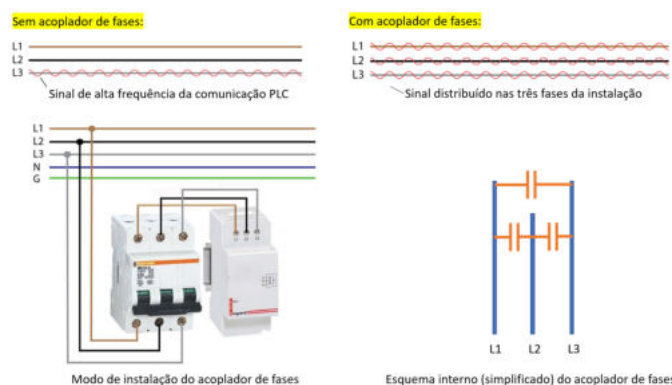 Sem acoplador de fases:
L1
L2
L3
Sinal de alta frequência da comunicação PLC
Com acoplador de fases:
L1
L2
L3
Sinal distribuído nas três fases da instalação
L1
L2
L3
N
G
Modo de instalação do acoplador de fases
L1 L2 L3
Esquema interno (simplificado) do acoplador de fases